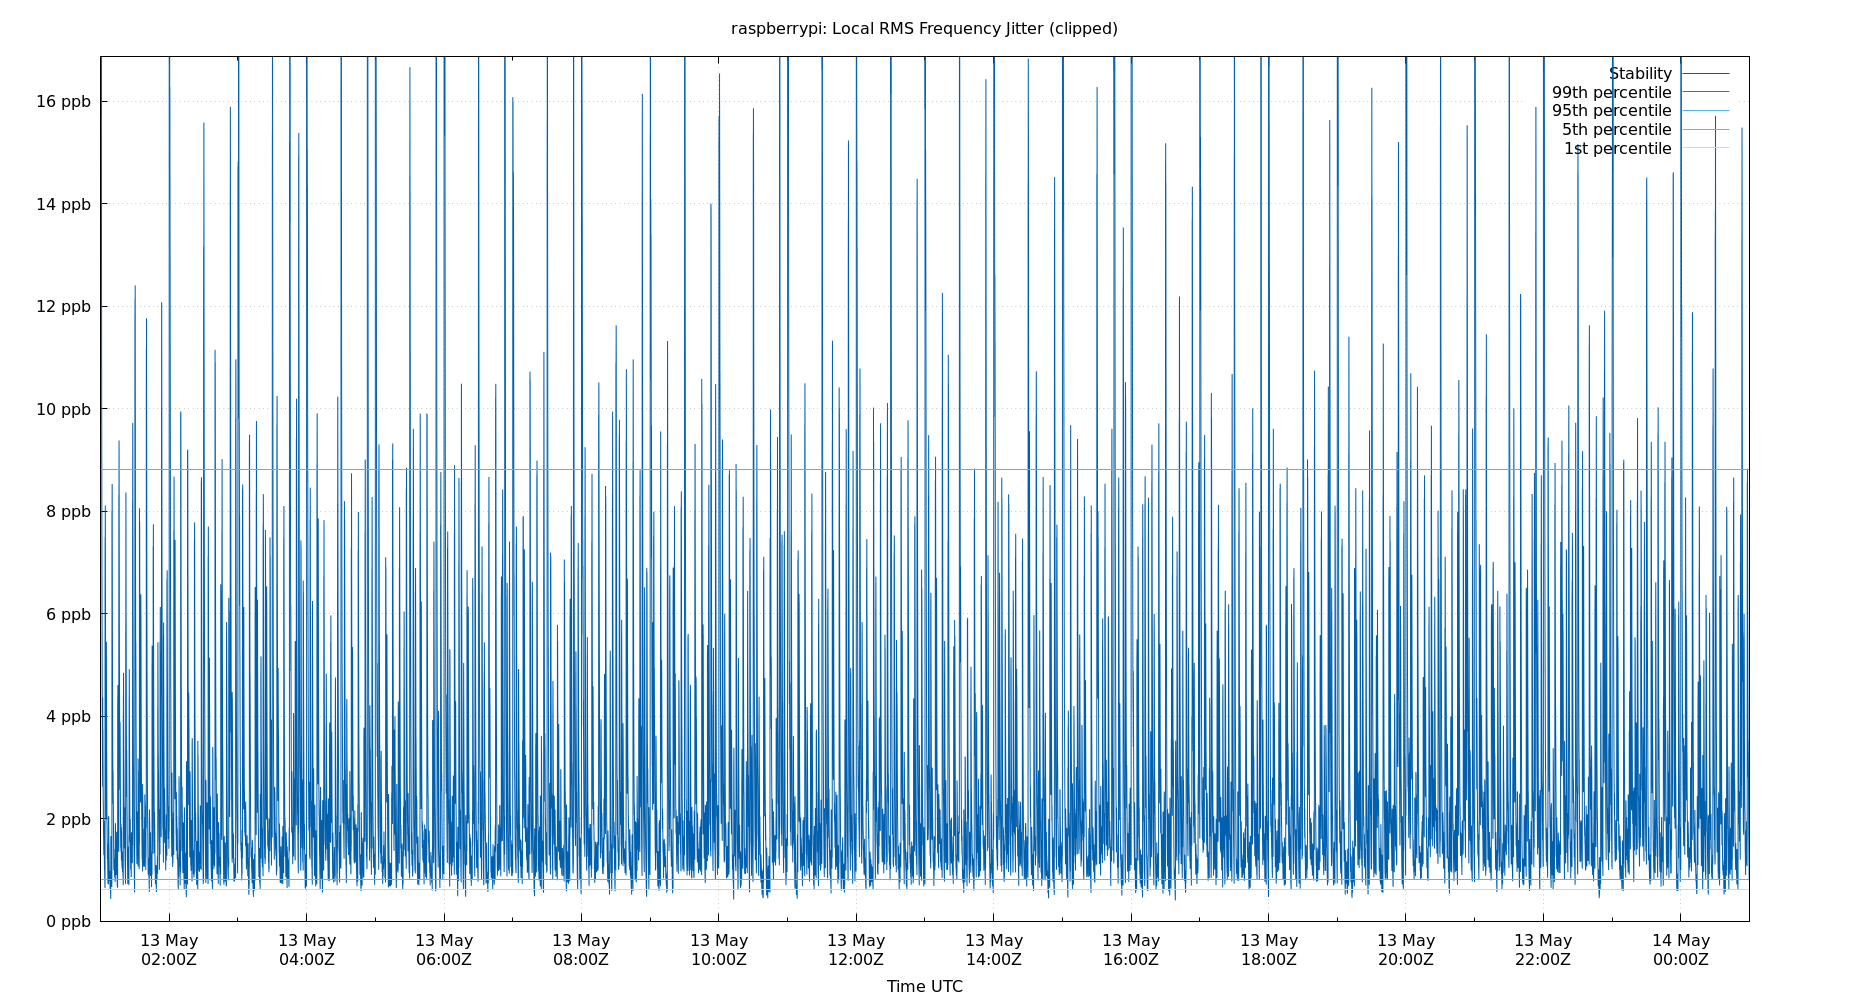 raspberrypi: Local RMS Frequency Jitter (clipped)
Stability
99th percentile
95th percentile
5th percentile
1st percentile
16 ppb
14 ppb
12 ppb
10 ppb
8 ppb
6 ppb
4 ppb
2 ppb
0 ppb
13 May 13 May 13 May 13 May 13 May 13 May 13 May 13 May 13 May 13 May 13 May 14 May
02:00Z 04:00Z 06:00Z 08:00Z 10:00Z 12:00Z 14:00Z 16:00Z 18:00Z 20:00Z 22:00Z 00:00Z
Time UTC